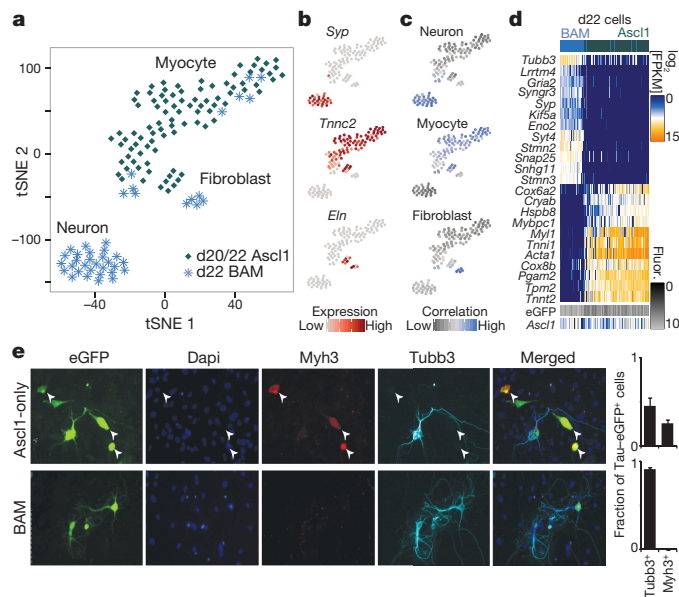 a
100
0
−100
tSNE 2
−40
0
40
tSNE 1
Myocyte
Fibroblast
Neuron
d20/22 Ascl1
d22 BAM
b
Syp
Tnnc2
Eln
Expression
Low
High
c
Neuron
Myocyte
Fibroblast
Correlation
Low
High
d
d22 cells
BAM
Ascl1
Tubb3
Lrrtm4
Gria2
Syngr3
Syp
Kif5a
Eno2
Syt4
Stmn2
Snap25
Snhg11
Stmn3
Cox6a2
Cryab
Hspb8
Mybpc1
Myl1
Tnni1
Acta1
Cox8b
Pgam2
Tpm2
Tnnt2
eGFP
Ascl1
log2
[FPKM]
0
15
Fluor.
0
10
e
eGFP
Dapi
Myh3
Tubb3
Merged
Ascl1-only
BAM
1
0
1
0
Fraction of Tau–eGFP+ cells
Tubb3+
Myh3+